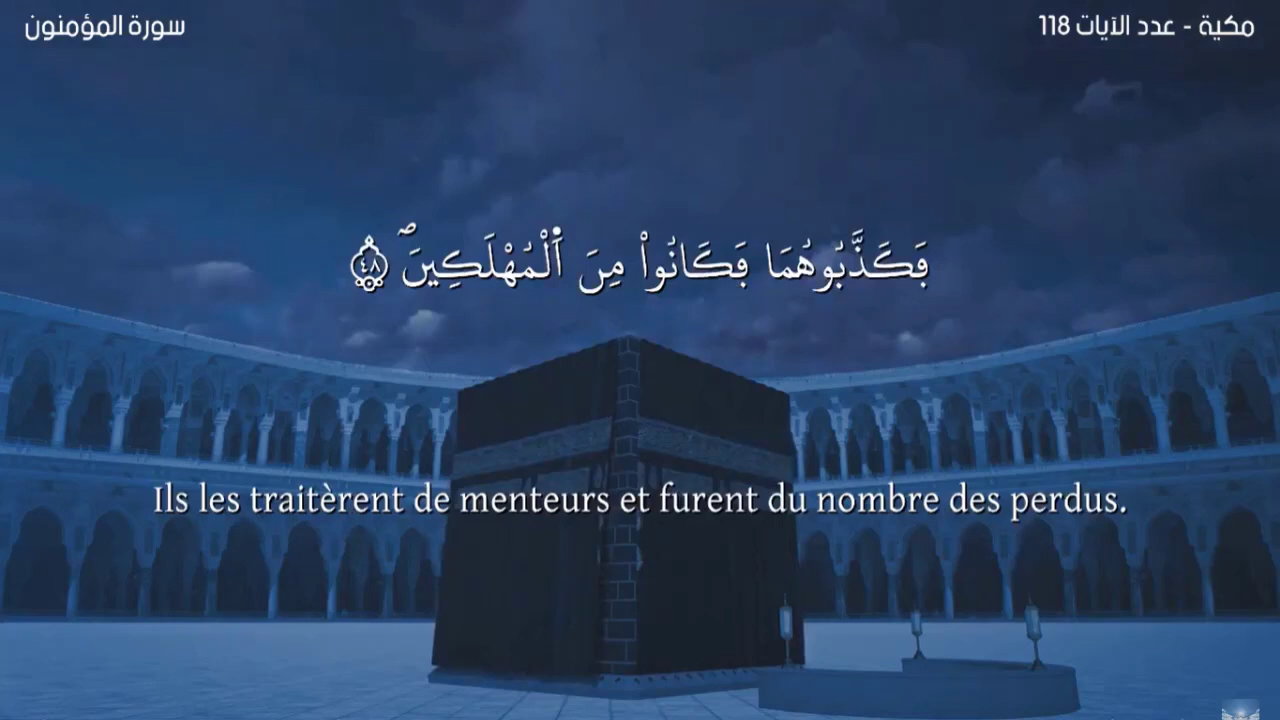 مكية - عدد الآيات 118
سورة المؤمنون
فَكَذَّبُوهُمَا فَكَانُواْ مِنَ اَ۬لْمُهْلَكِينَۖ ٤٨
Ils les traitèrent de menteurs et furent du nombre des perdus.